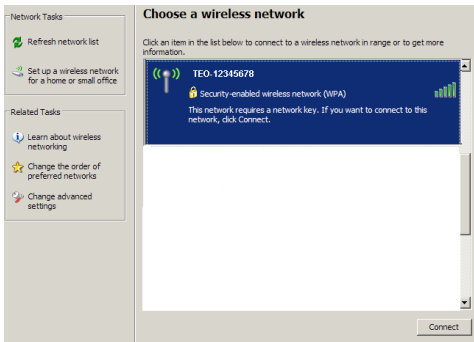 Network Tasks
Refresh network list
Set up a wireless network
for a home or small office
Related Tasks
Learn about wireless
networking
Change the order of
preferred networks
Change advanced
settings
Choose a wireless network
Click an item in the list below to connect to a wireless network in range or to get more
information.
TEO-12345678
Security-enabled wireless network (WPA)
This network requires a network key. If you want to connect to this
network, click Connect.
Connect